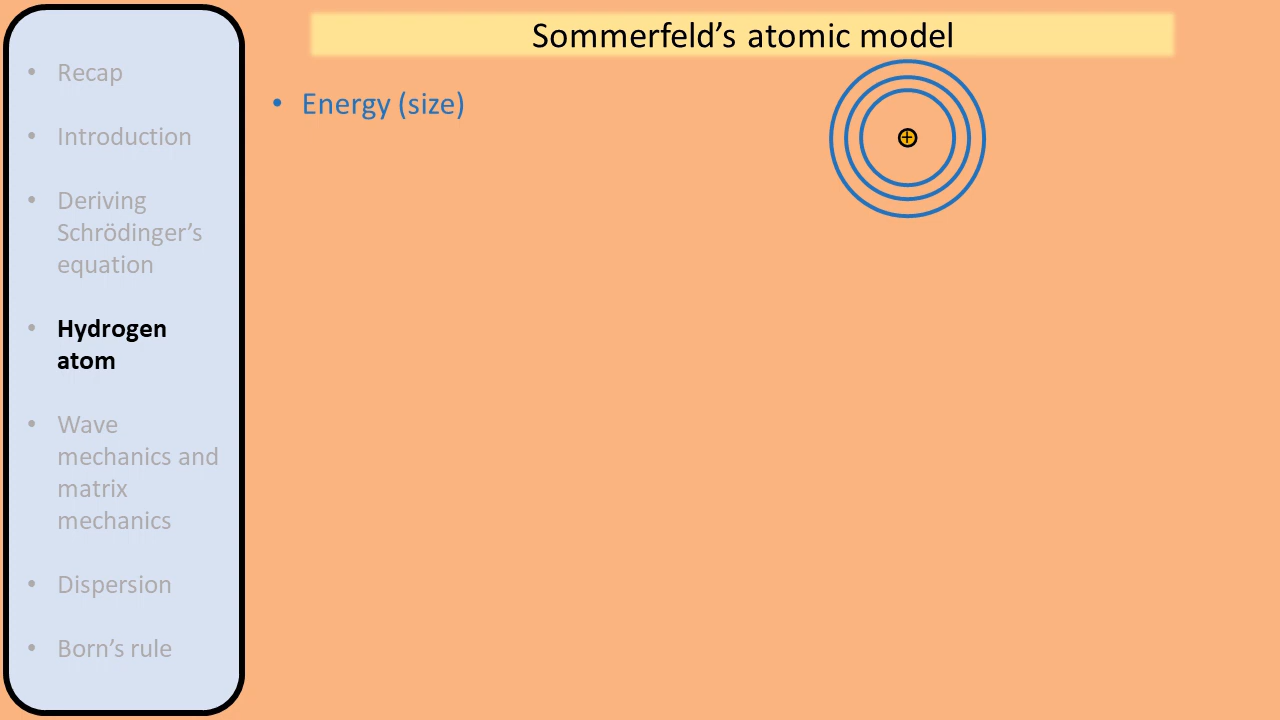 Sommerfeld's atomic model
• Recap
• Introduction
• Deriving
Schrödinger's
equation
• Hydrogen
atom
• Wave
mechanics and
matrix
mechanics
• Dispersion
• Born's rule
• Energy (size)
+